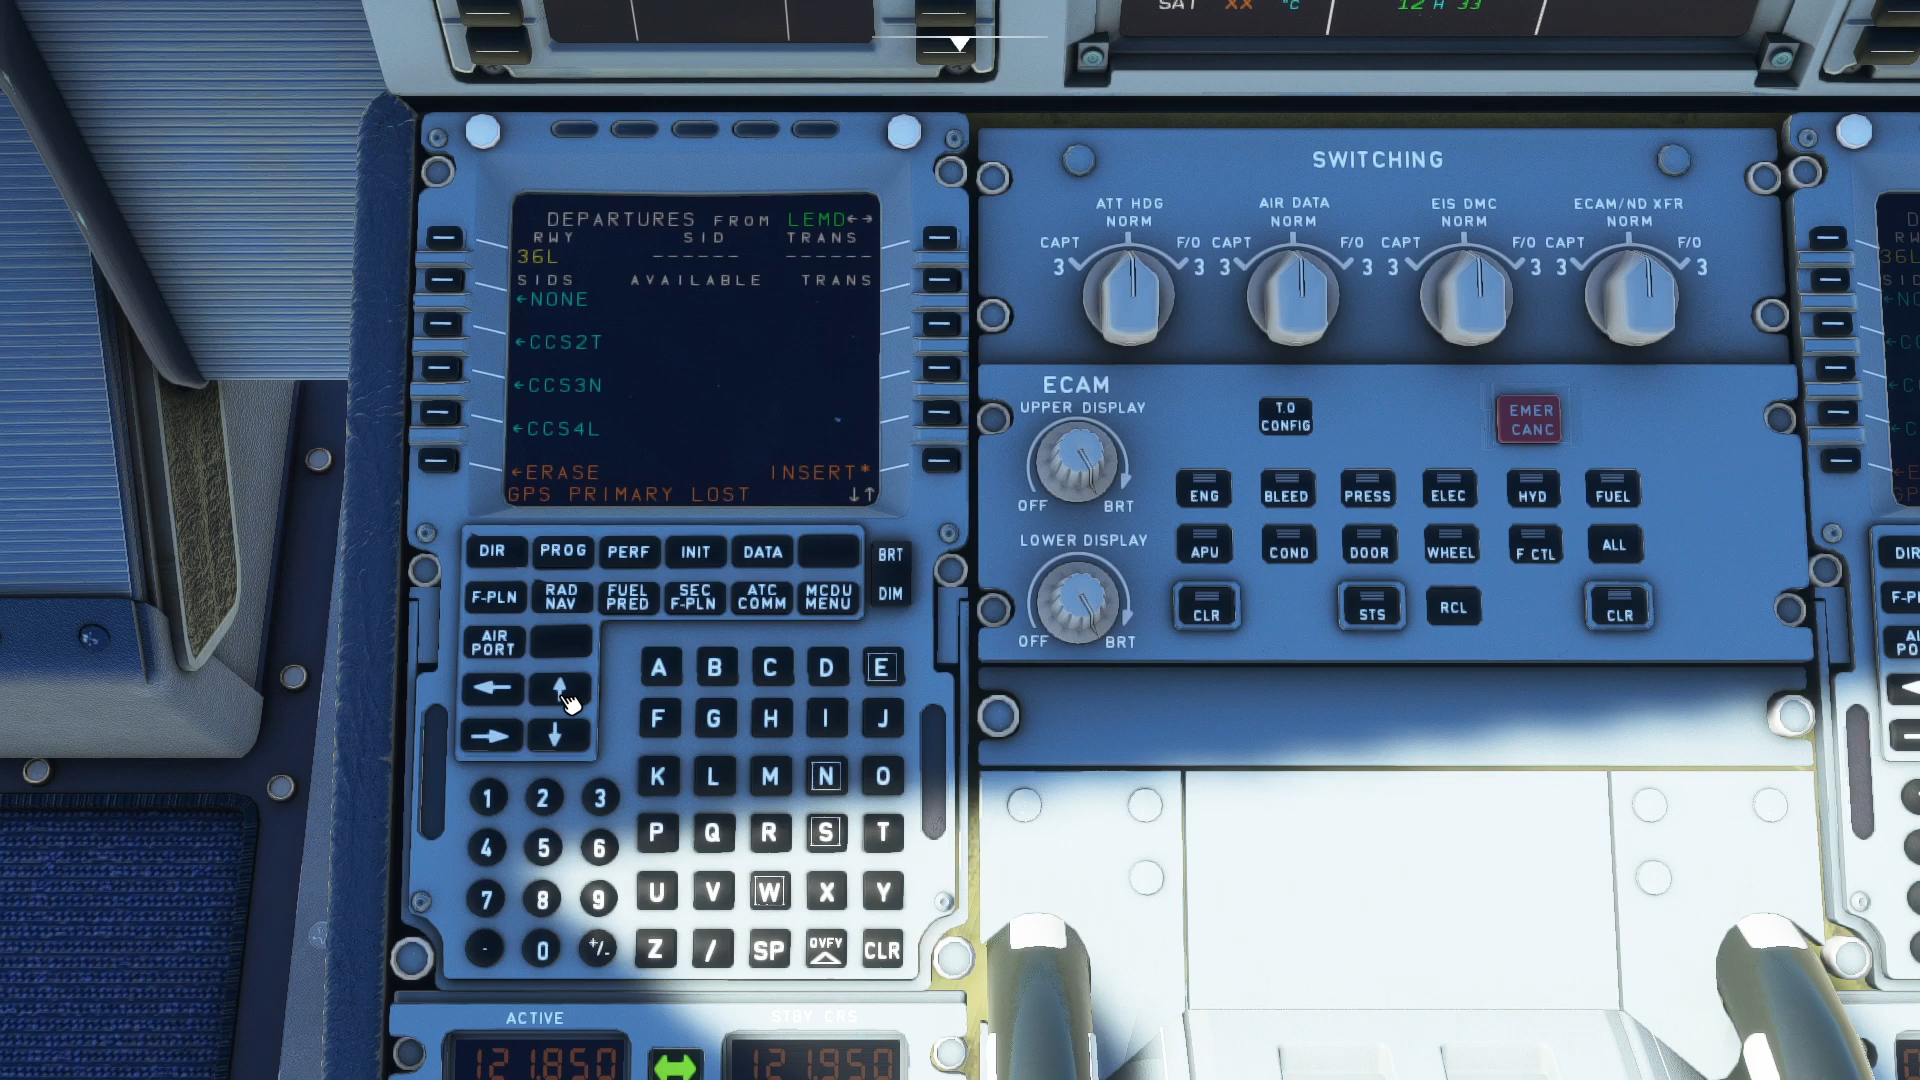 SAT XX °C
12 H 33
DEPARTURES FROM LEMD←→
RWY SID TRANS
36L ------ ------
SIDS AVAILABLE TRANS
←NONE
←CCS2T
←CCS3N
←CCS4L
←ERASE INSERT*
GPS PRIMARY LOST ↓↑
DIR PROG PERF INIT DATA
BRT
DIM
F-PLN RAD NAV FUEL PRED SEC F-PLN ATC COMM MCDU MENU
AIR PORT
← ↑
→ ↓
A B C D E
F G H I J
K L M N O
P Q R S T
U V W X Y
Z / SP OVFY CLR
1 2 3
4 5 6
7 8 9
. 0 +/-
ACTIVE STBY CRS
121.850 121.950
SWITCHING
ATT HDG AIR DATA EIS DMC ECAM/ND XFR
NORM NORM NORM NORM
CAPT F/O CAPT F/O CAPT F/O CAPT F/O
3 3 3 3 3 3 3 3
ECAM
UPPER DISPLAY
OFF BRT
T.O CONFIG
EMER CANC
ENG BLEED PRESS ELEC HYD FUEL
LOWER DISPLAY
OFF BRT
APU COND DOOR WHEEL F CTL ALL
CLR STS RCL CLR
36L
DIR